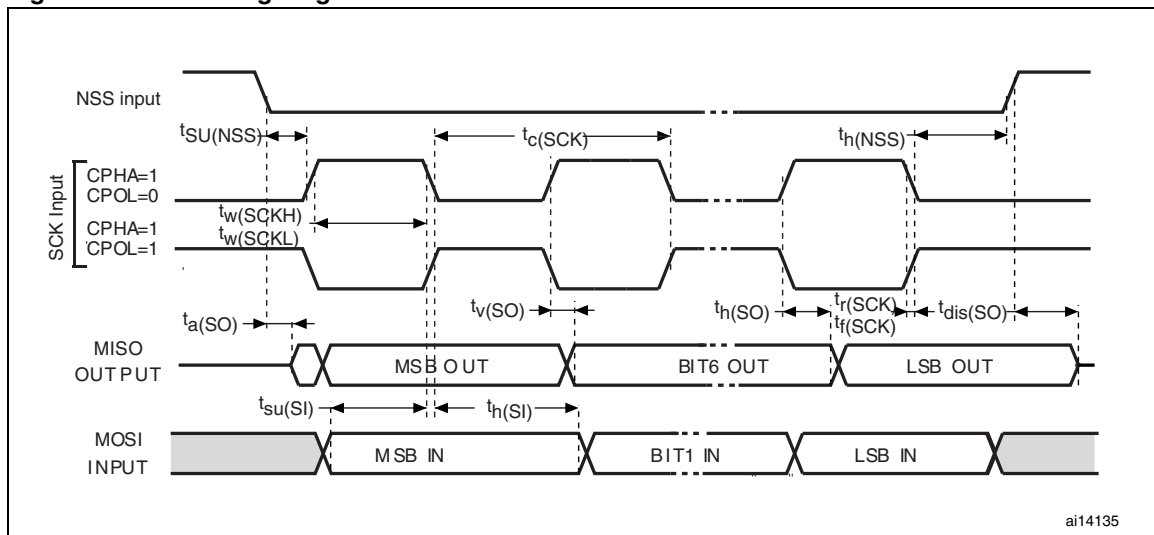 NSS input
tSU(NSS)
tc(SCK)
th(NSS)
SCK Input
CPHA=1
CPOL=0
tw(SCKH)
tw(SCKL)
CPHA=1
CPOL=1
ta(SO)
tv(SO)
th(SO)
tr(SCK)
tf(SCK)
tdis(SO)
MISO
OUTPUT
MSB OUT
BIT6 OUT
LSB OUT
tsu(SI)
th(SI)
MOSI
INPUT
MSB IN
BIT1 IN
LSB IN
ai14135